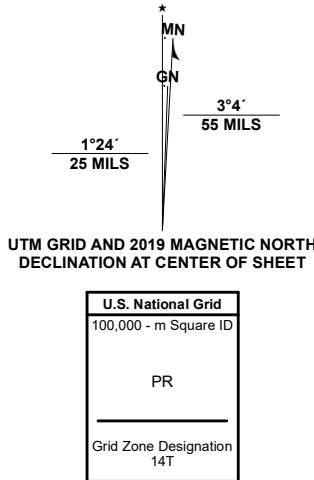 ★
MN
GN
3°4´
55 MILS
1°24´
25 MILS
UTM GRID AND 2019 MAGNETIC NORTH
DECLINATION AT CENTER OF SHEET
U.S. National Grid
100,000 - m Square ID
PR
Grid Zone Designation
14T